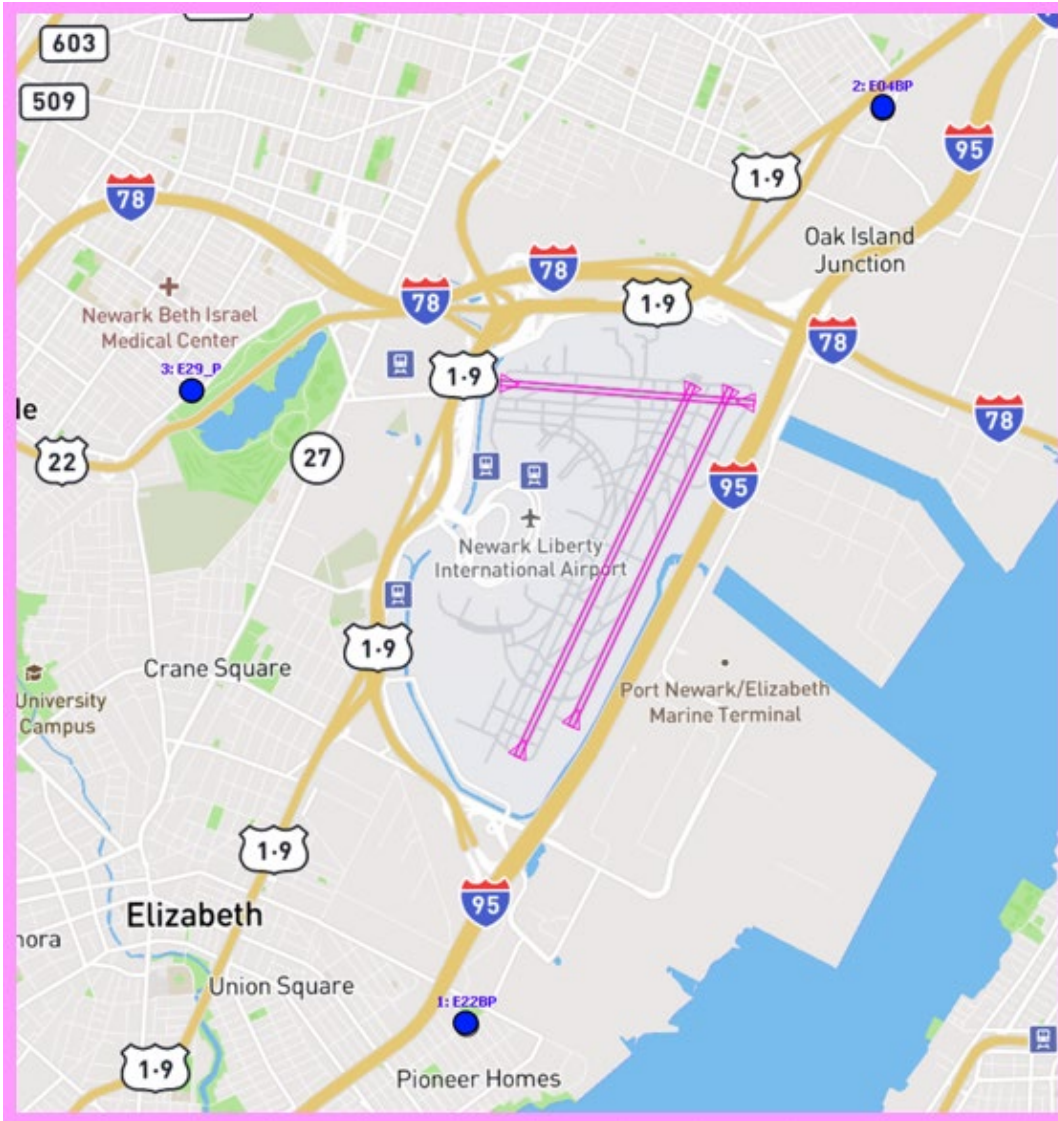 603
509
2: E04BP
95
1·9
78
Oak Island
Junction
78
78
1·9
Newark Beth Israel
Medical Center
78
3: E29_P
1·9
le
78
22
27
95
Newark Liberty
International Airport
1·9
Crane Square
University
Campus
Port Newark/Elizabeth
Marine Terminal
1·9
95
Elizabeth
nora
Union Square
1: E22BP
1·9
Pioneer Homes